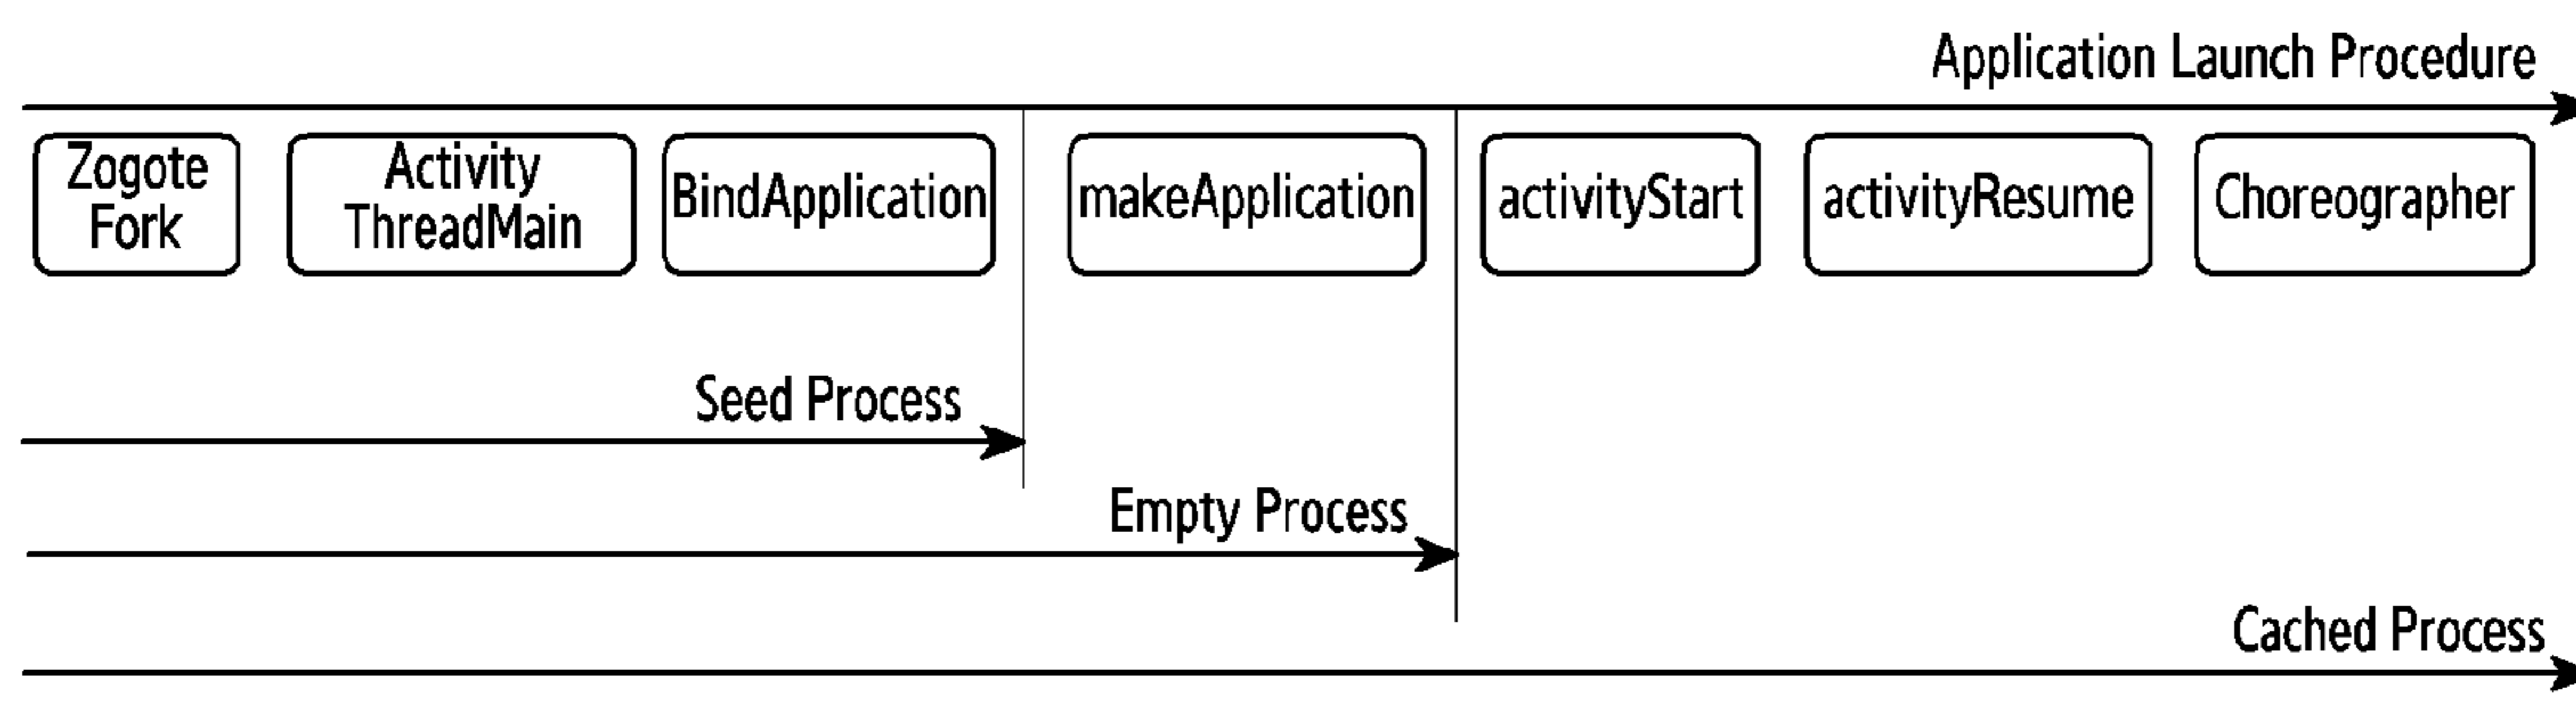 Application Launch Procedure
Zogote
Fork
Activity
ThreadMain
BindApplication
makeApplication
activityStart
activityResume
Choreographer
Seed Process
Empty Process
Cached Process